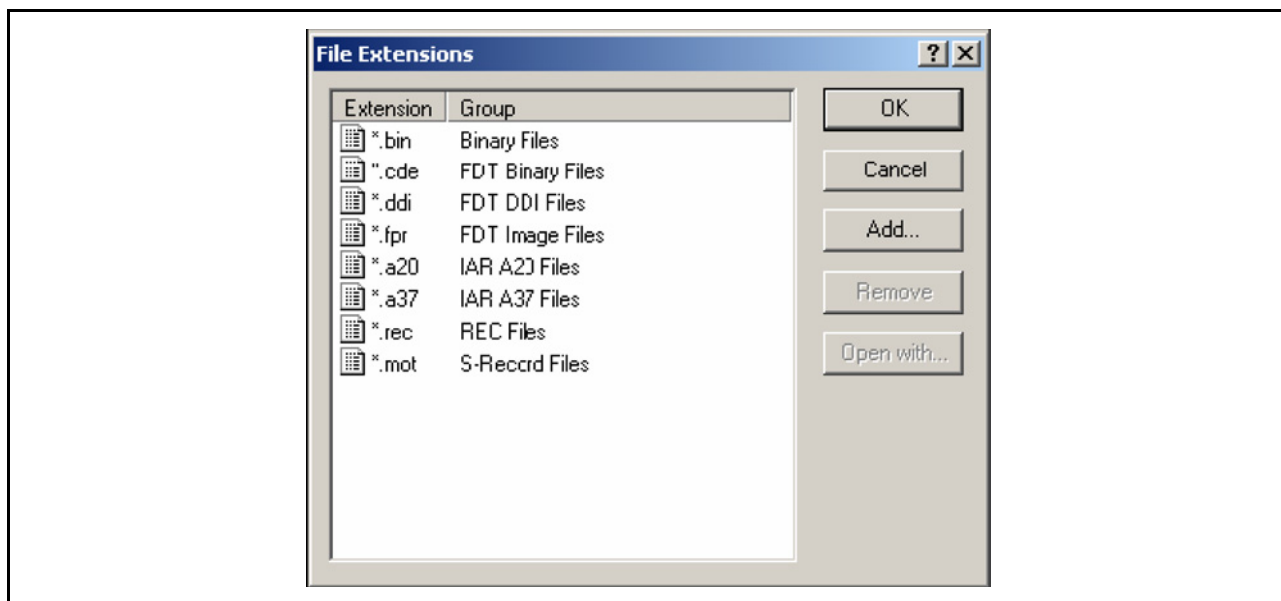 File Extensions
Extension Group
*.bin Binary Files
*.cde FDT Binary Files
*.ddi FDT DDI Files
*.fpr FDT Image Files
*.a20 IAR A20 Files
*.a37 IAR A37 Files
*.rec REC Files
*.mot S-Record Files
OK
Cancel
Add...
Remove
Open with...